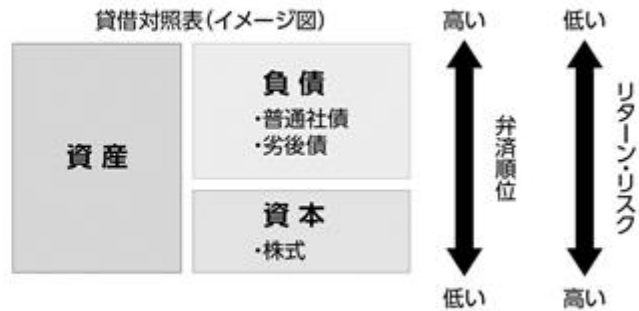 貸借対照表(イメージ図)
高い
低い
資産
負債
・普通社債
・劣後債
資本
・株式
弁済順位
リターン・リスク
低い
高い